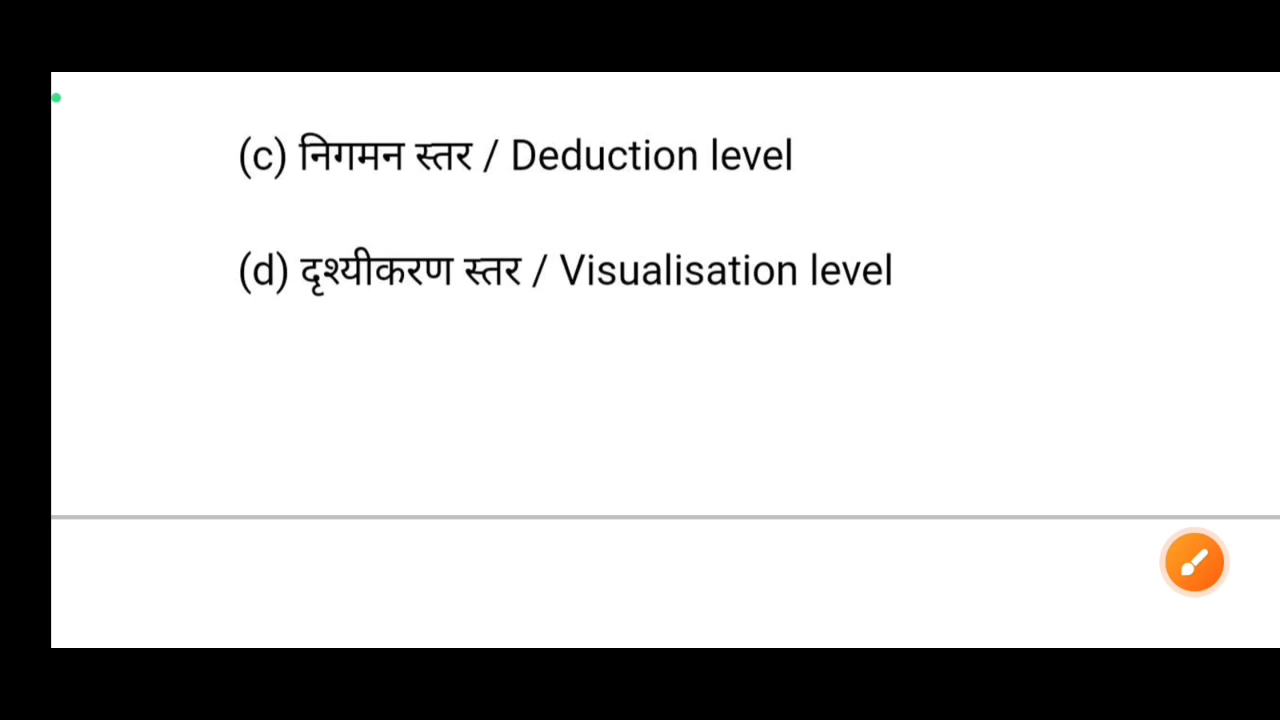 (c) निगमन स्तर / Deduction level
(d) दृश्यीकरण स्तर / Visualisation level